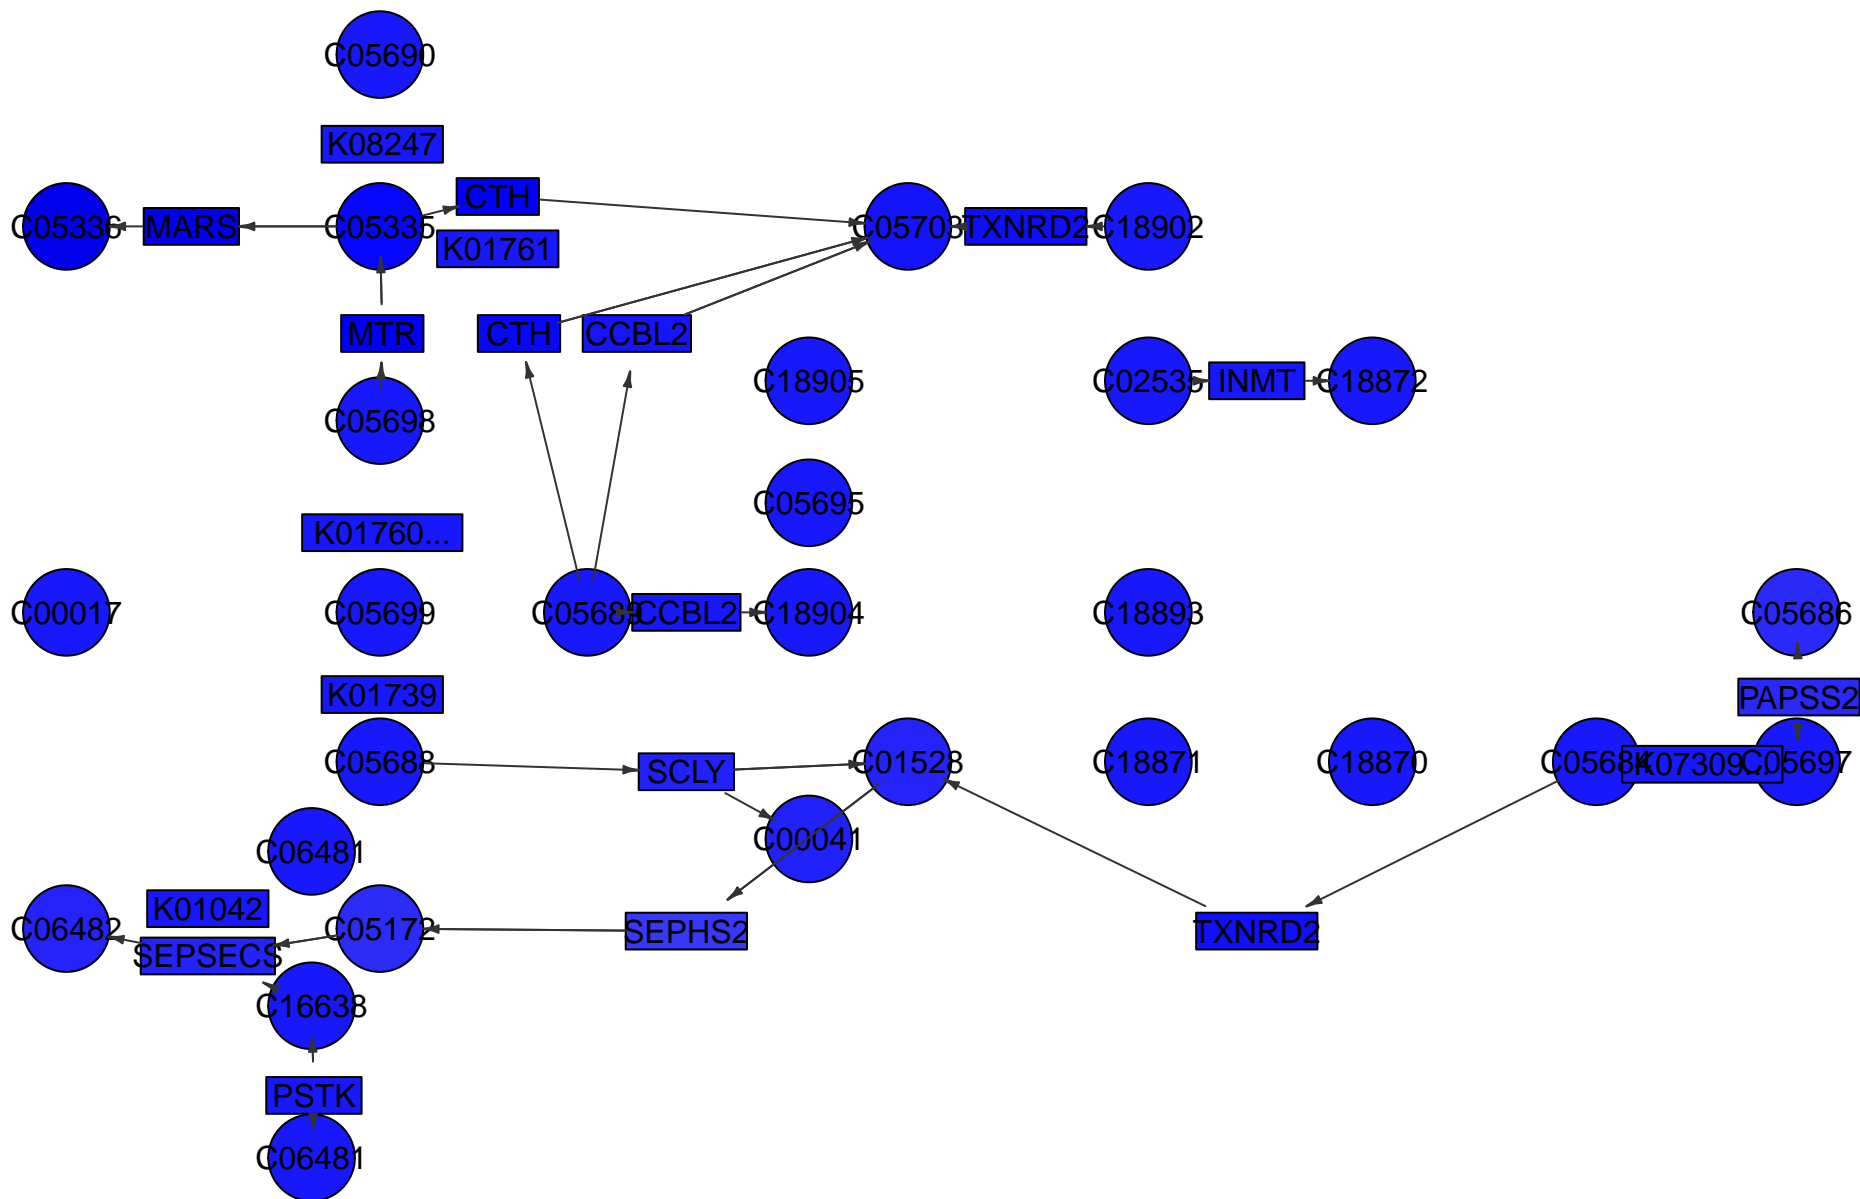 C05690
K08247
CTH
C05336
MARS
C05335
C05703
TXNRD2
C18902
K01761
MTR
CTH
CCBL2
C18905
C02535
INMT
C18872
C05698
C05695
K01760...
C00017
C05699
C05689
CCBL2
C18904
C18893
C05686
K01739
PAPSS2
C05688
SCLY
C01528
C18871
C18870
C05684
K07309...
C05697
C00041
C06481
K01042
C06482
C05172
SEPHS2
TXNRD2
SEPSECS
C16638
PSTK
C06481